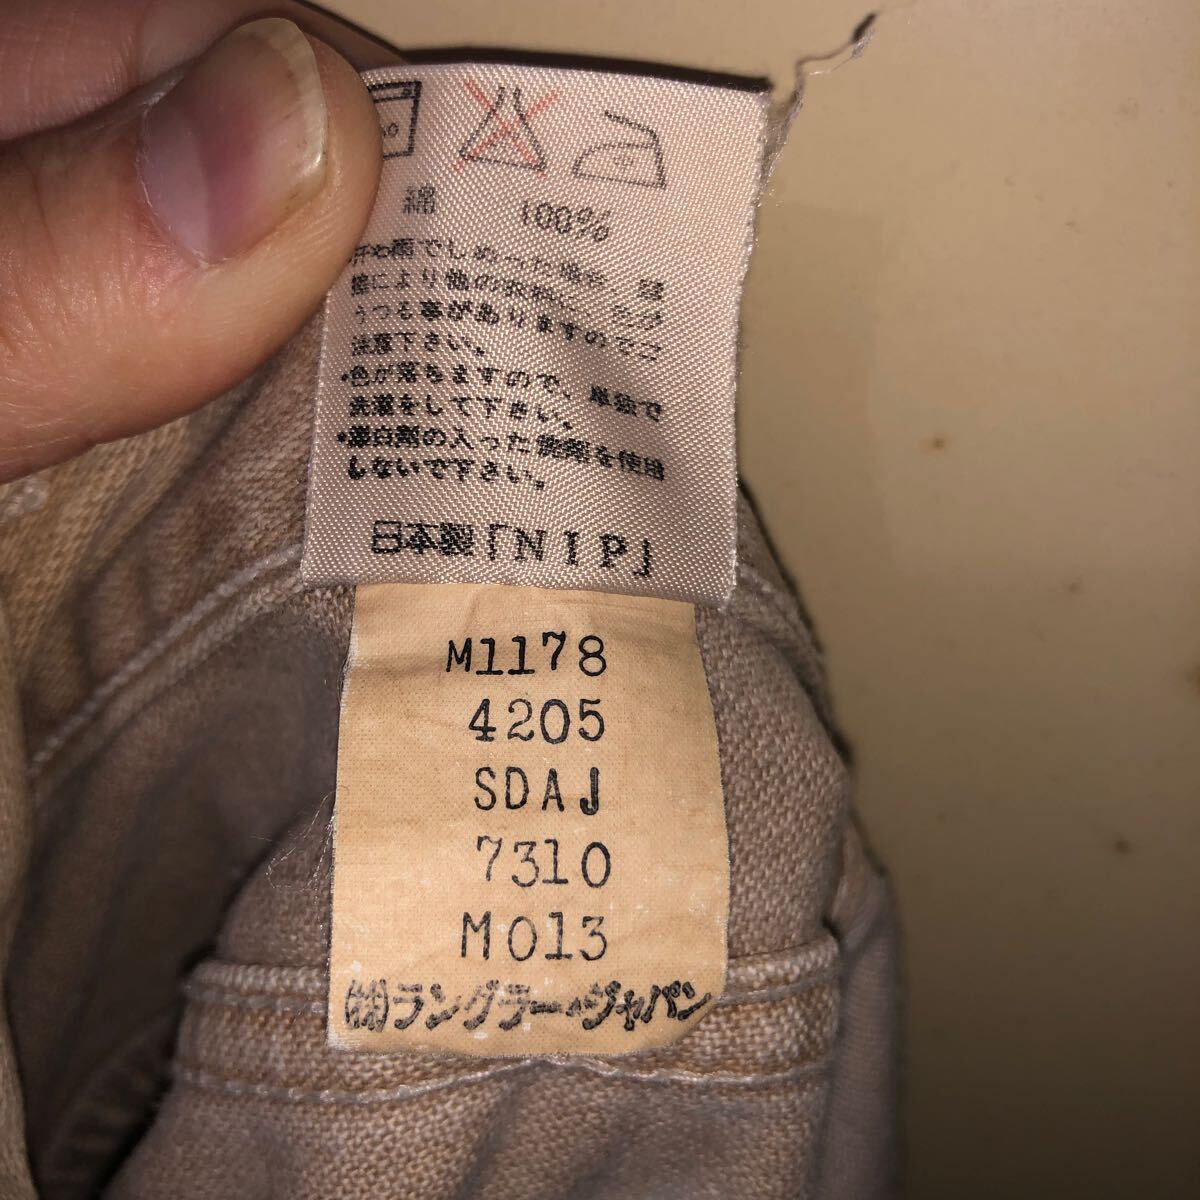 綿 100%
汗や雨でしめった場合、摩
擦により他の衣料に、色が
うつる事がありますのでご
注意下さい。
・色が落ちますので、単独で
洗濯をして下さい。
・漂白剤の入った洗剤を使用
しないで下さい。
日本製「NIP」
M1178
4205
SDAJ
7310
M013
㈱ラングラー・ジャパン